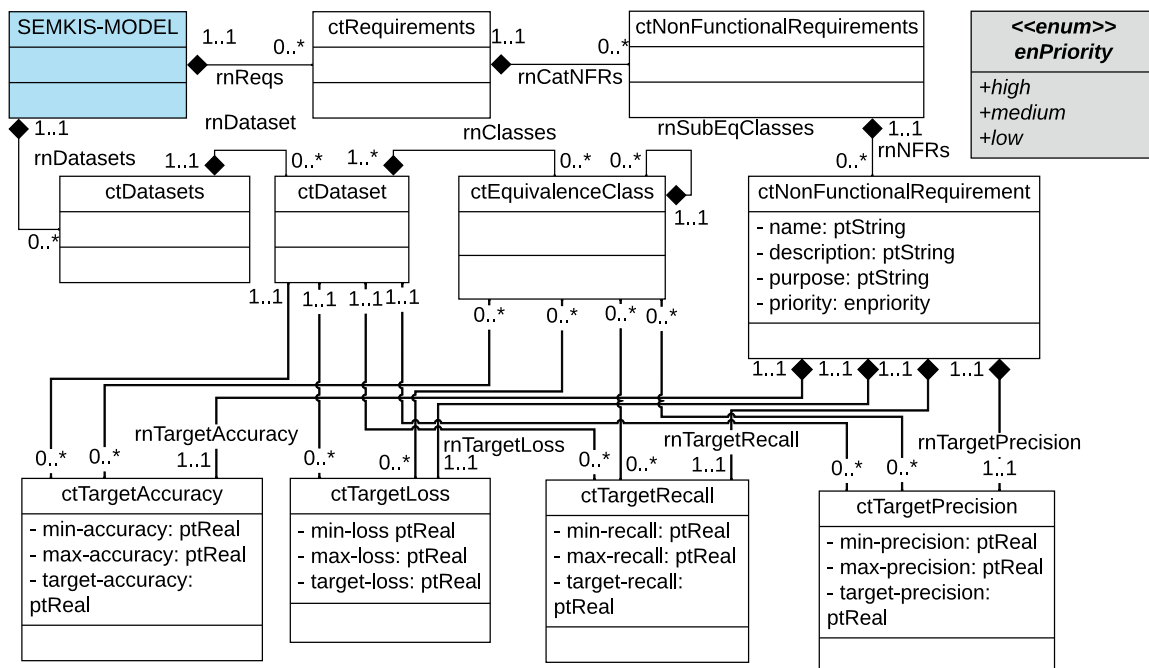 SEMKIS-MODEL
1..1
0..*
rnReqs
ctRequirements
1..1
0..*
rnCatNFRs
ctNonFunctionalRequirements
<<enum>>
enPriority
+high
+medium
+low
1..1
rnDatasets
0..*
rnDataset
1..1
0..*
rnClasses
1..*
0..*
rnSubEqClasses
0..*
1..1
1..1
rnNFRs
0..*
ctDatasets
ctDataset
ctEquivalenceClass
ctNonFunctionalRequirement
- name: ptString
- description: ptString
- purpose: ptString
- priority: enpriority
1..1
1..1
1..1
1..1
0..*
0..*
0..*
0..*
1..1
1..1
1..1
1..1
rnTargetAccuracy
rnTargetLoss
rnTargetRecall
rnTargetPrecision
0..*
0..*
1..1
0..*
0..*
1..1
0..*
0..*
1..1
0..*
0..*
1..1
ctTargetAccuracy
- min-accuracy: ptReal
- max-accuracy: ptReal
- target-accuracy:
ptReal
ctTargetLoss
- min-loss ptReal
- max-loss: ptReal
- target-loss: ptReal
ctTargetRecall
- min-recall: ptReal
- max-recall: ptReal
- target-recall:
ptReal
ctTargetPrecision
- min-precision: ptReal
- max-precision: ptReal
- target-precision:
ptReal